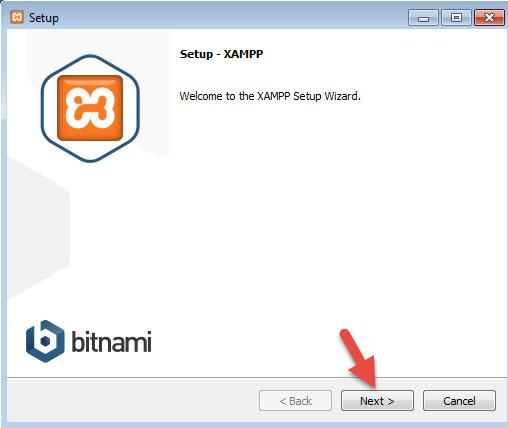 Setup
Setup - XAMPP
Welcome to the XAMPP Setup Wizard.
bitnami
< Back
Next >
Cancel